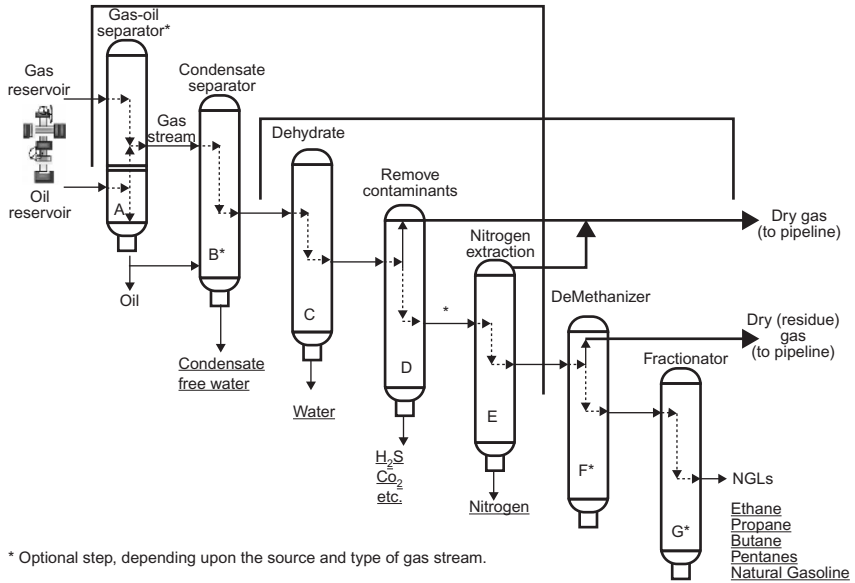 Gas-oil
separator*
Condensate
separator
Gas
reservoir
Gas
stream
Dehydrate
Remove
contaminants
Oil
reservoir
A
B*
Nitrogen
extraction
Dry gas
(to pipeline)
Oil
C
*
DeMethanizer
Dry (residue)
gas
(to pipeline)
Fractionator
Condensate
free water
D
Water
E
H₂S
Co₂
etc.
F*
NGLs
Nitrogen
Ethane
Propane
Butane
Pentanes
Natural Gasoline
G*
* Optional step, depending upon the source and type of gas stream.